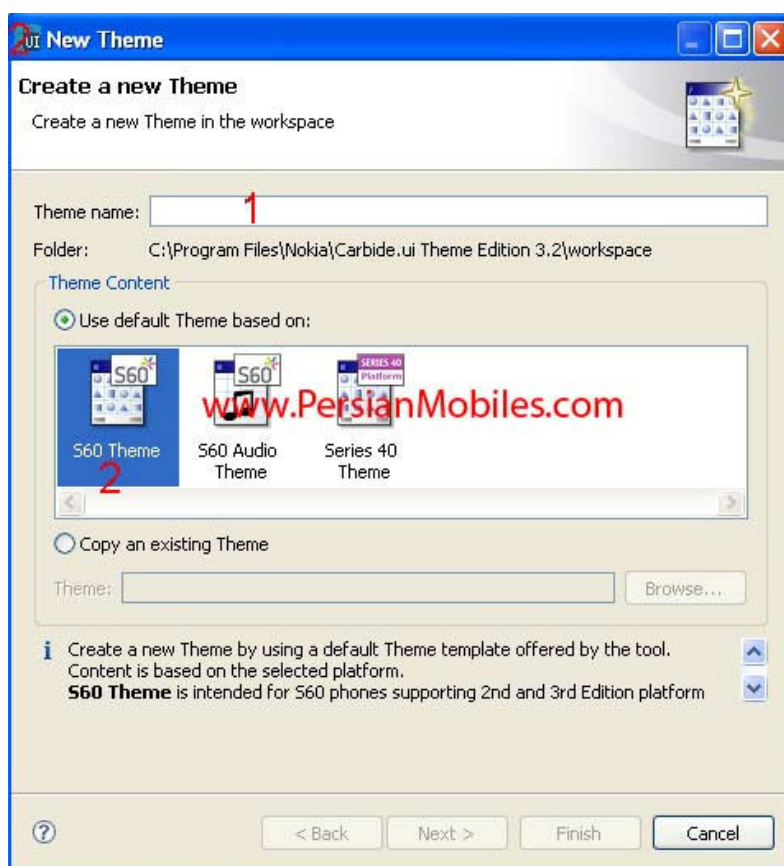 2
UI New Theme
Create a new Theme
Create a new Theme in the workspace
Theme name: 1
Folder: C:\Program Files\Nokia\Carbide.ui Theme Edition 3.2\workspace
Theme Content
Use default Theme based on:
S60 S60 SERIES 40 Platform
www.PersianMobiles.com
S60 Theme
2
S60 Audio Theme
Series 40 Theme
Copy an existing Theme
Theme: Browse...
i Create a new Theme by using a default Theme template offered by the tool.
Content is based on the selected platform.
S60 Theme is intended for S60 phones supporting 2nd and 3rd Edition platform
? < Back Next > Finish Cancel